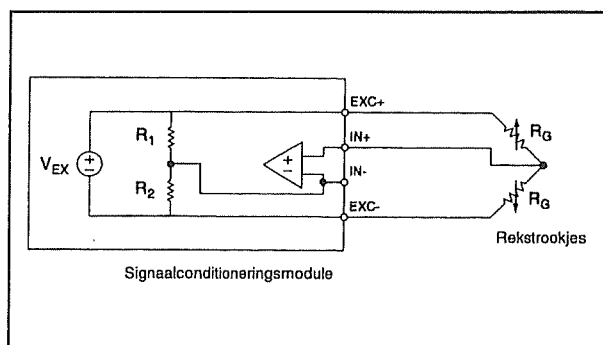 EXC+
IN+
R1
RG
VEX
+
−
+
−
IN-
R2
RG
EXC-
Rekstrookjes
Signaalconditioneringsmodule